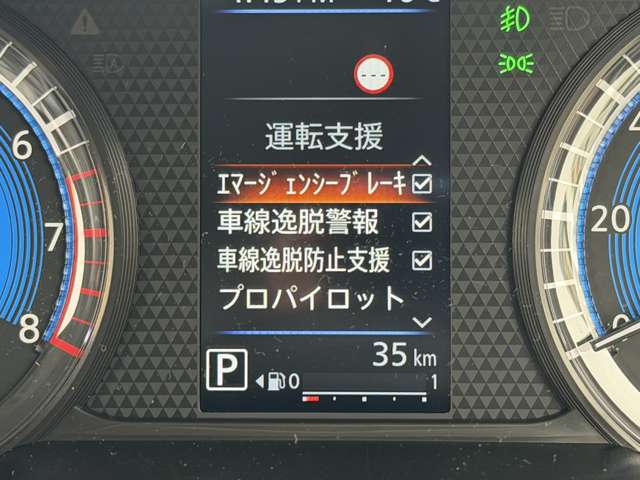 ---
運転支援
ｴﾏｰｼﾞｪﾝｼｰﾌﾞﾚｰｷ
車線逸脱警報
車線逸脱防止支援
プロパイロット
P
35 km
0 1
6
7
8
4
20